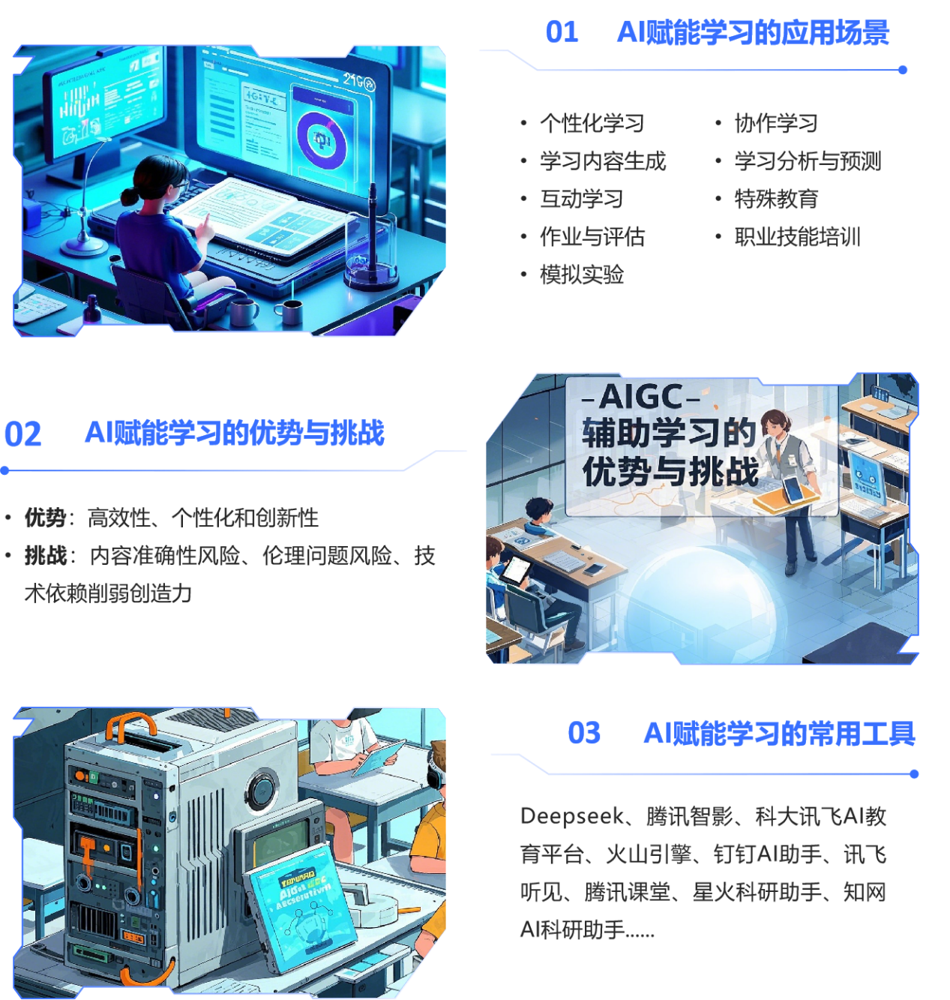 01 AI赋能学习的应用场景
• 个性化学习
• 学习内容生成
• 互动学习
• 作业与评估
• 模拟实验
• 协作学习
• 学习分析与预测
• 特殊教育
• 职业技能培训
02 AI赋能学习的优势与挑战
• 优势：高效性、个性化和创新性
• 挑战：内容准确性风险、伦理问题风险、技
术依赖削弱创造力
–AIGC–
辅助学习的
优势与挑战
03 AI赋能学习的常用工具
Deepseek、腾讯智影、科大讯飞AI教
育平台、火山引擎、钉钉AI助手、讯飞
听见、腾讯课堂、星火科研助手、知网
AI科研助手......